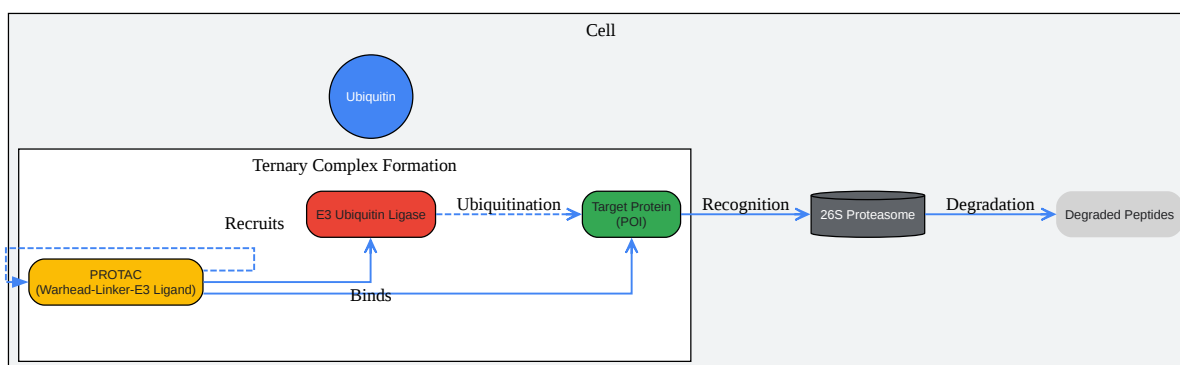 Cell
Ubiquitin
Ternary Complex Formation
E3 Ubiquitin Ligase
Ubiquitination
Target Protein
(POI)
Recognition
26S Proteasome
Degradation
Degraded Peptides
Recruits
PROTAC
(Warhead-Linker-E3 Ligand)
Binds